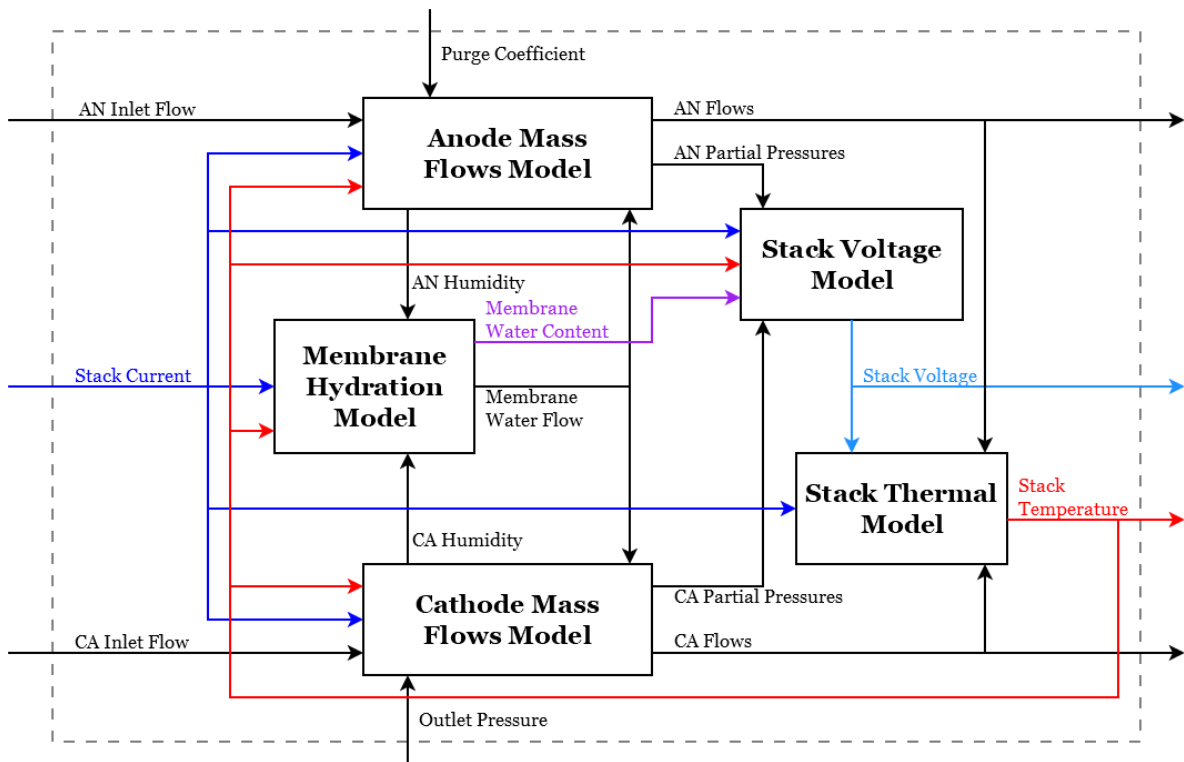 Purge Coefficient
AN Inlet Flow
AN Flows
Anode Mass
Flows Model
AN Partial Pressures
Stack Voltage
Model
AN Humidity
Membrane
Water Content
Membrane
Hydration
Model
Stack Current
Stack Voltage
Membrane
Water Flow
Stack Thermal
Model
Stack
Temperature
CA Humidity
Cathode Mass
Flows Model
CA Partial Pressures
CA Inlet Flow
CA Flows
Outlet Pressure